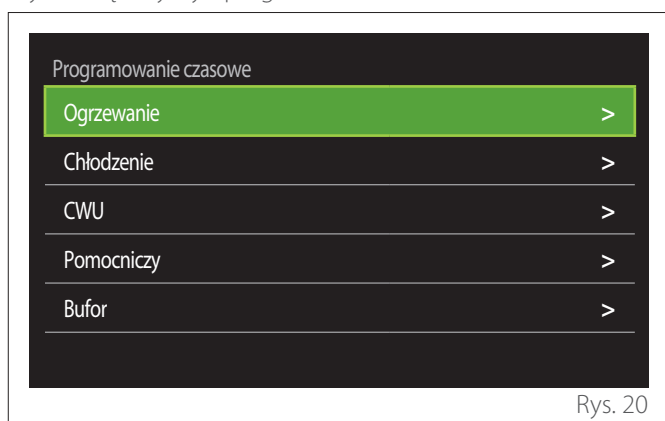 Programowanie czasowe
Ogrzewanie >
Chłodzenie >
CWU >
Pomocniczy >
Bufor >
Rys. 20